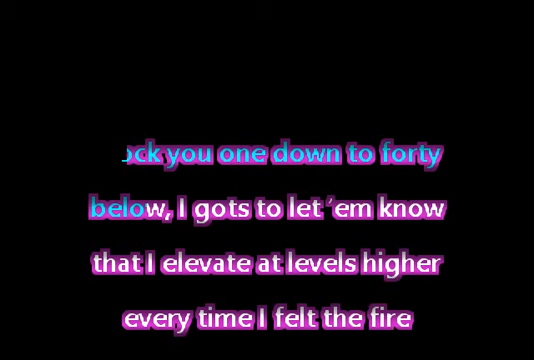 ock you one down to forty
below, I gots to let ’em know
that I elevate at levels higher
every time I felt the fire